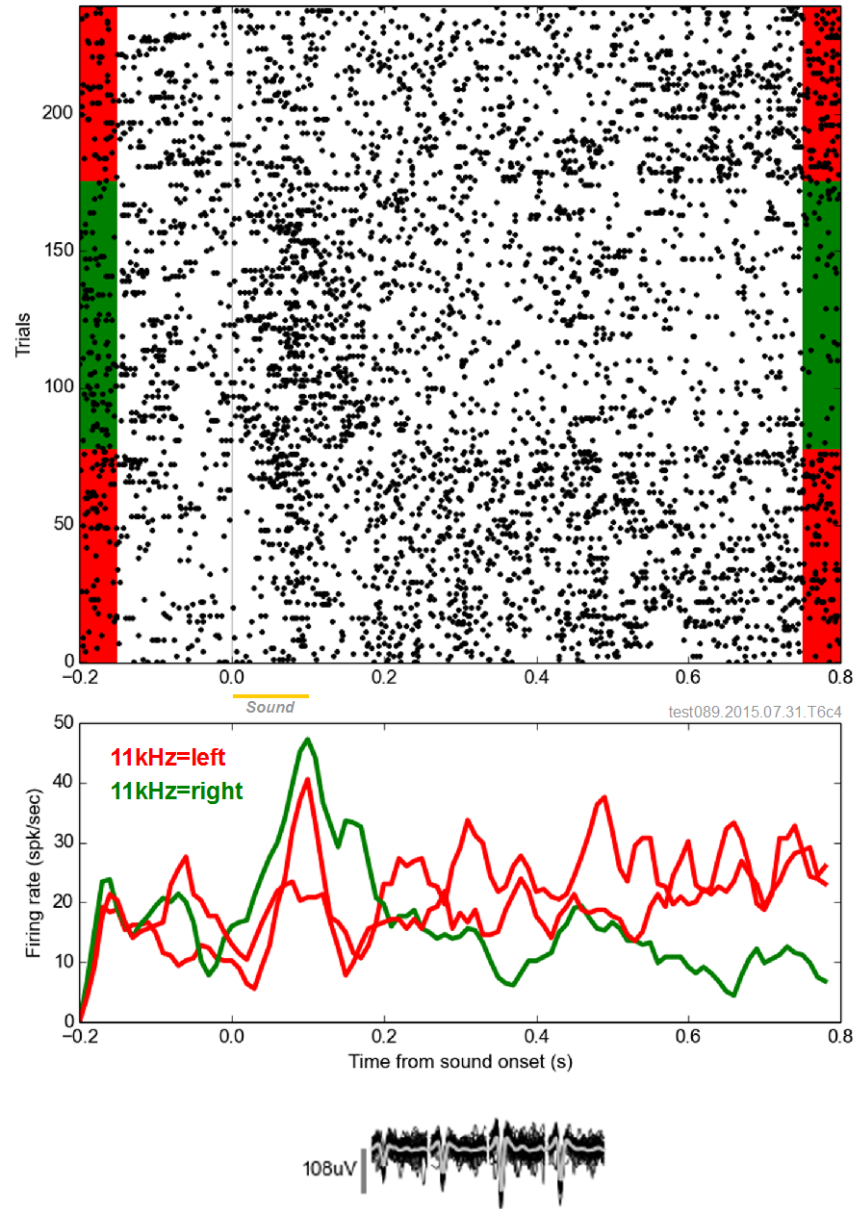 200
150
Trials
100
50
0
−0.2
0.0
0.2
0.4
0.6
0.8
Sound
test089.2015.07.31.T6c4
50
11kHz=left
40
11kHz=right
30
Firing rate (spk/sec)
20
10
0
−0.2
0.0
0.2
0.4
0.6
0.8
Time from sound onset (s)
108uV